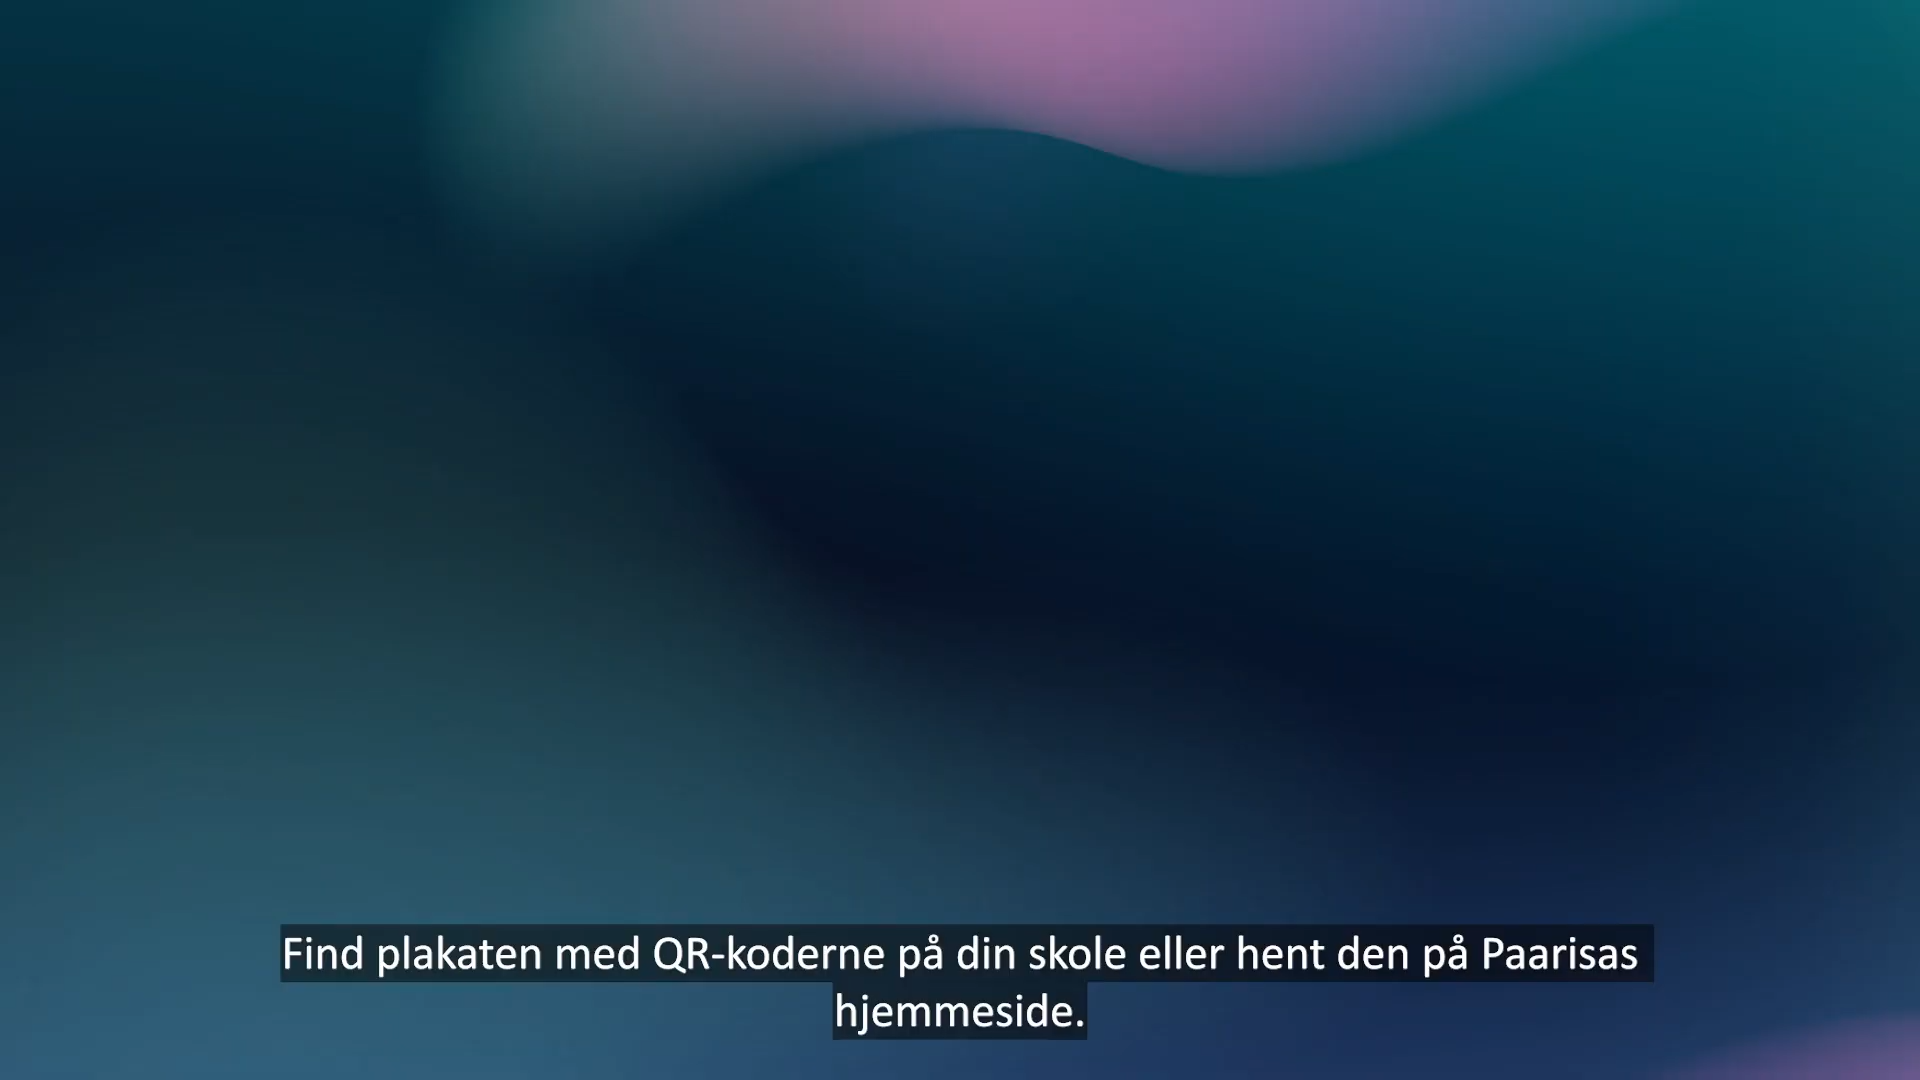 Find plakaten med QR-koderne på din skole eller hent den på Paarisas
hjemmeside.